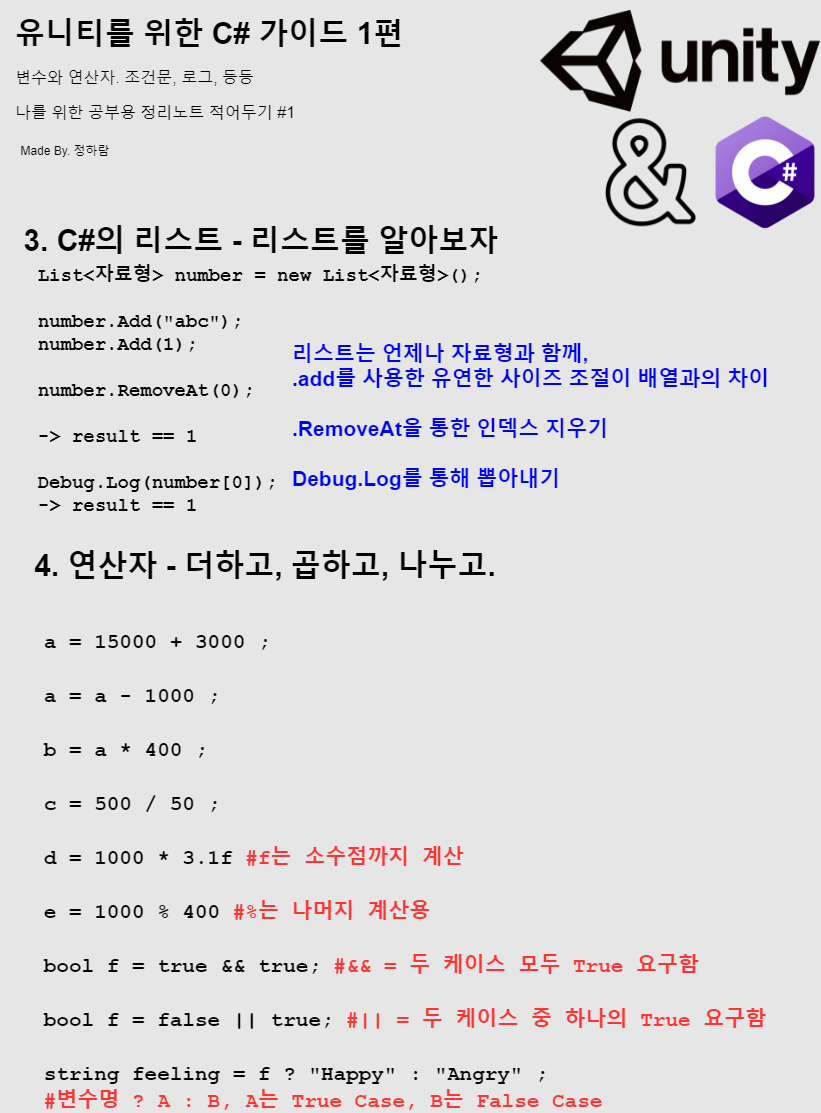 유니티를 위한 C# 가이드 1편
변수와 연산자. 조건문, 로그, 등등
나를 위한 공부용 정리노트 적어두기 #1
Made By. 정하람
unity
&
C#
3. C#의 리스트 - 리스트를 알아보자
List<자료형> number = new List<자료형>();
number.Add("abc");
number.Add(1);
number.RemoveAt(0);
-> result == 1
Debug.Log(number[0]);
-> result == 1
리스트는 언제나 자료형과 함께,
.add를 사용한 유연한 사이즈 조절이 배열과의 차이
.RemoveAt을 통한 인덱스 지우기
Debug.Log를 통해 뽑아내기
4. 연산자 - 더하고, 곱하고, 나누고.
a = 15000 + 3000 ;
a = a - 1000 ;
b = a * 400 ;
c = 500 / 50 ;
d = 1000 * 3.1f #f는 소수점까지 계산
e = 1000 % 400 #%는 나머지 계산용
bool f = true && true; #&& = 두 케이스 모두 True 요구함
bool f = false || true; #|| = 두 케이스 중 하나의 True 요구함
string feeling = f ? "Happy" : "Angry" ;
#변수명 ? A : B, A는 True Case, B는 False Case